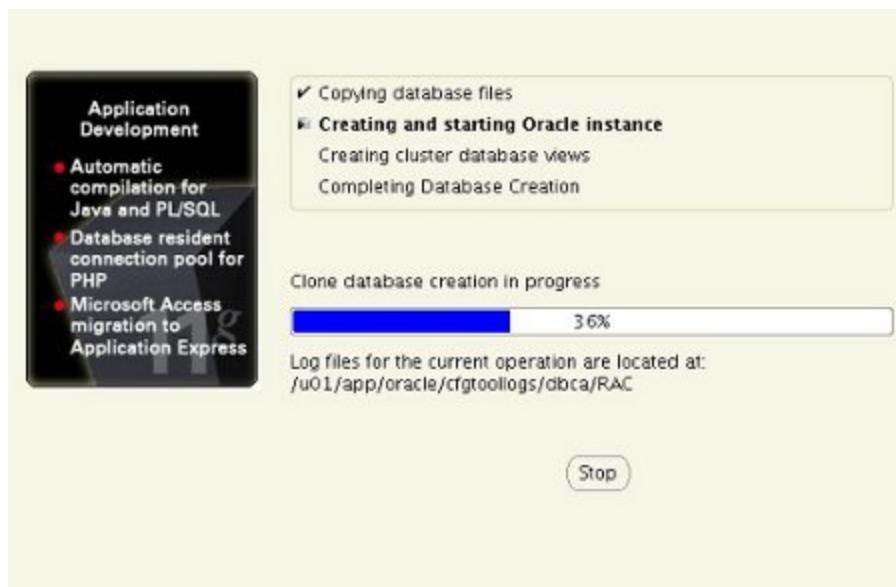 Application
Development
Automatic
compilation for
Java and PL/SQL
Database resident
connection pool for
PHP
Microsoft Access
migration to
Application Express
11g
Copying database files
Creating and starting Oracle instance
Creating cluster database views
Completing Database Creation
Clone database creation in progress
36%
Log files for the current operation are located at:
/u01/app/oracle/cfgtoollogs/dbca/RAC
Stop